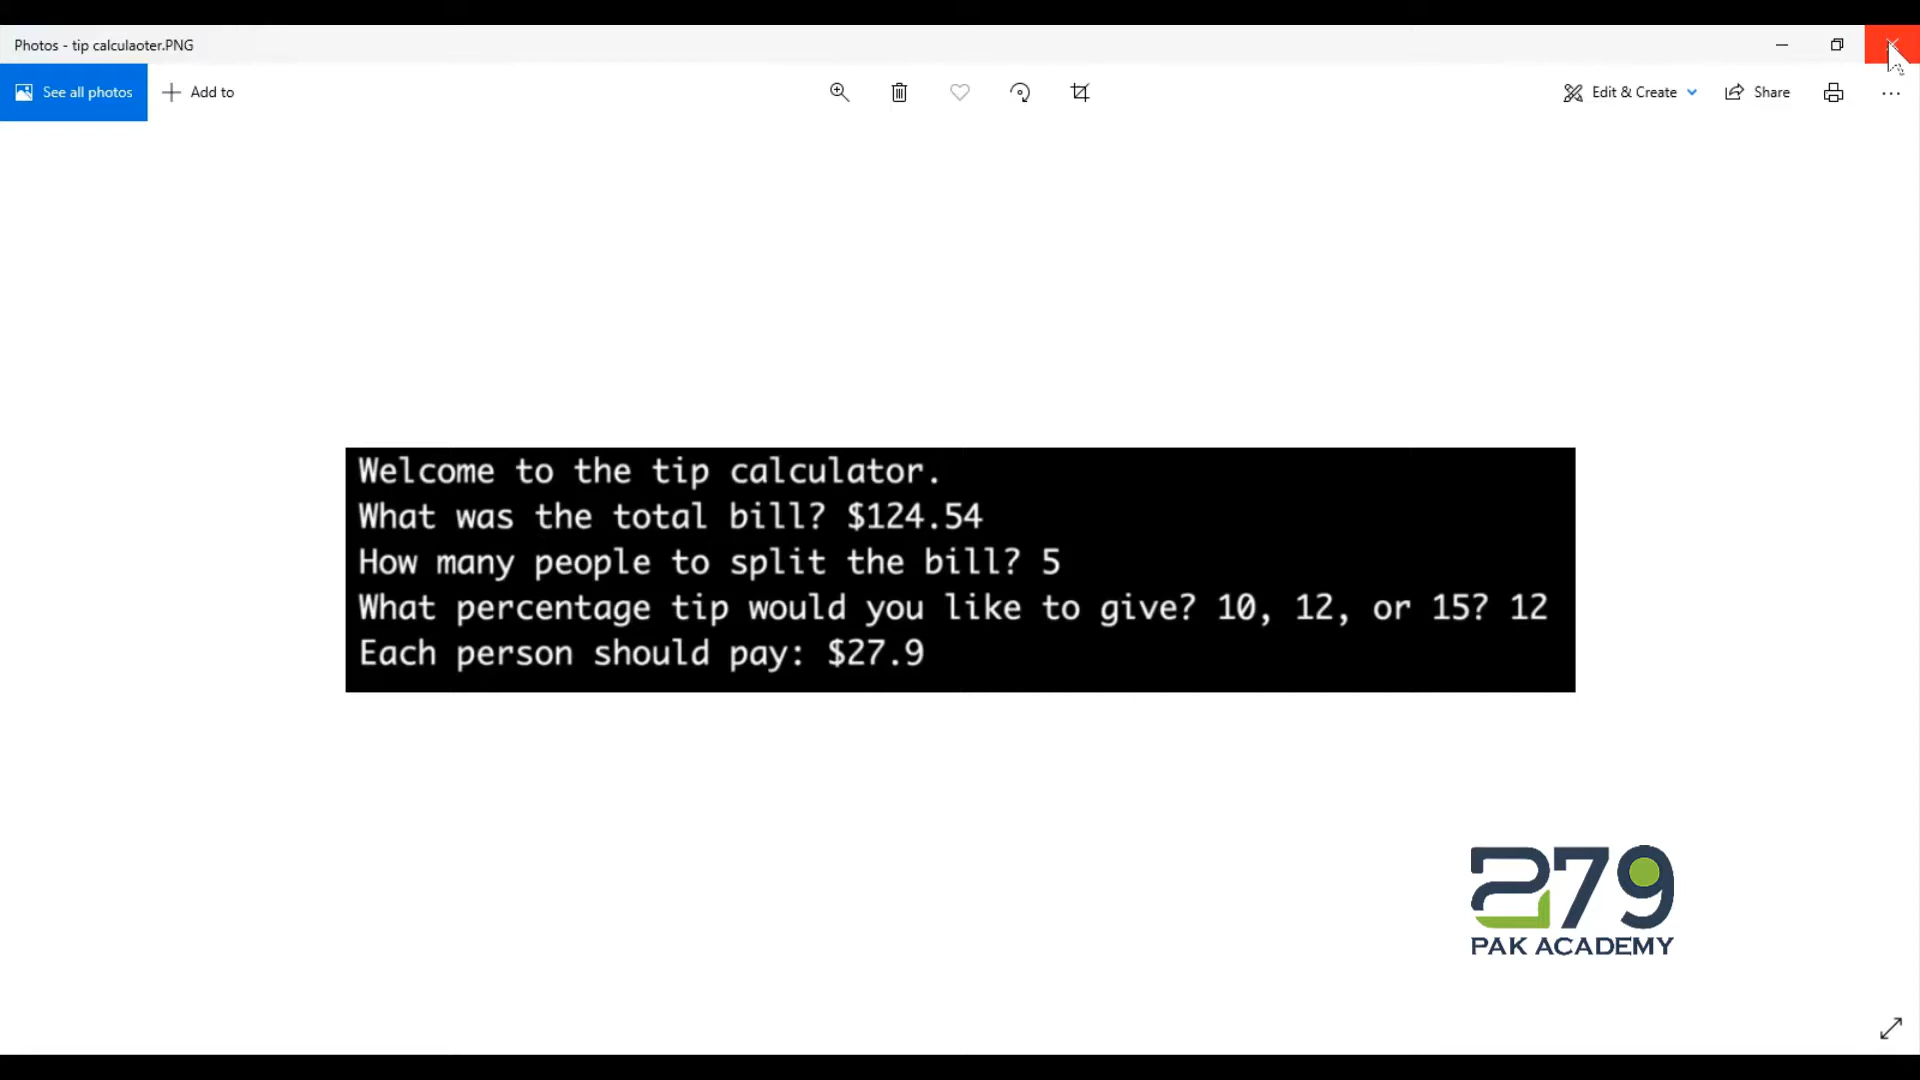 Photos - tip calculaoter.PNG
See all photos
Add to
Edit & Create
Share
Welcome to the tip calculator.
What was the total bill? $124.54
How many people to split the bill? 5
What percentage tip would you like to give? 10, 12, or 15? 12
Each person should pay: $27.9
279
PAK ACADEMY